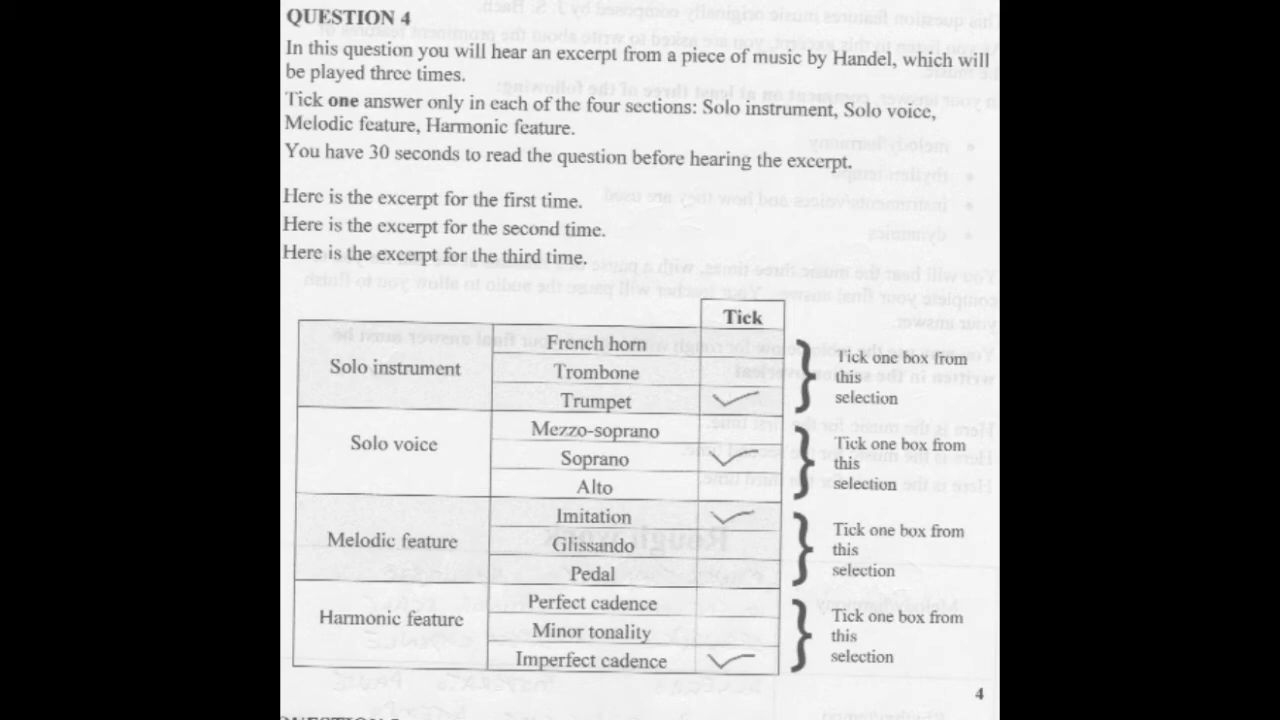 QUESTION 4
In this question you will hear an excerpt from a piece of music by Handel, which will
be played three times.
Tick one answer only in each of the four sections: Solo instrument, Solo voice,
Melodic feature, Harmonic feature.
You have 30 seconds to read the question before hearing the excerpt.
Here is the excerpt for the first time.
Here is the excerpt for the second time.
Here is the excerpt for the third time.
Tick
Solo instrument
French horn
Trombone
Trumpet
Tick one box from
this
selection
Solo voice
Mezzo-soprano
Soprano
Alto
Tick one box from
this
selection
Melodic feature
Imitation
Glissando
Pedal
Tick one box from
this
selection
Harmonic feature
Perfect cadence
Minor tonality
Imperfect cadence
Tick one box from
this
selection
4